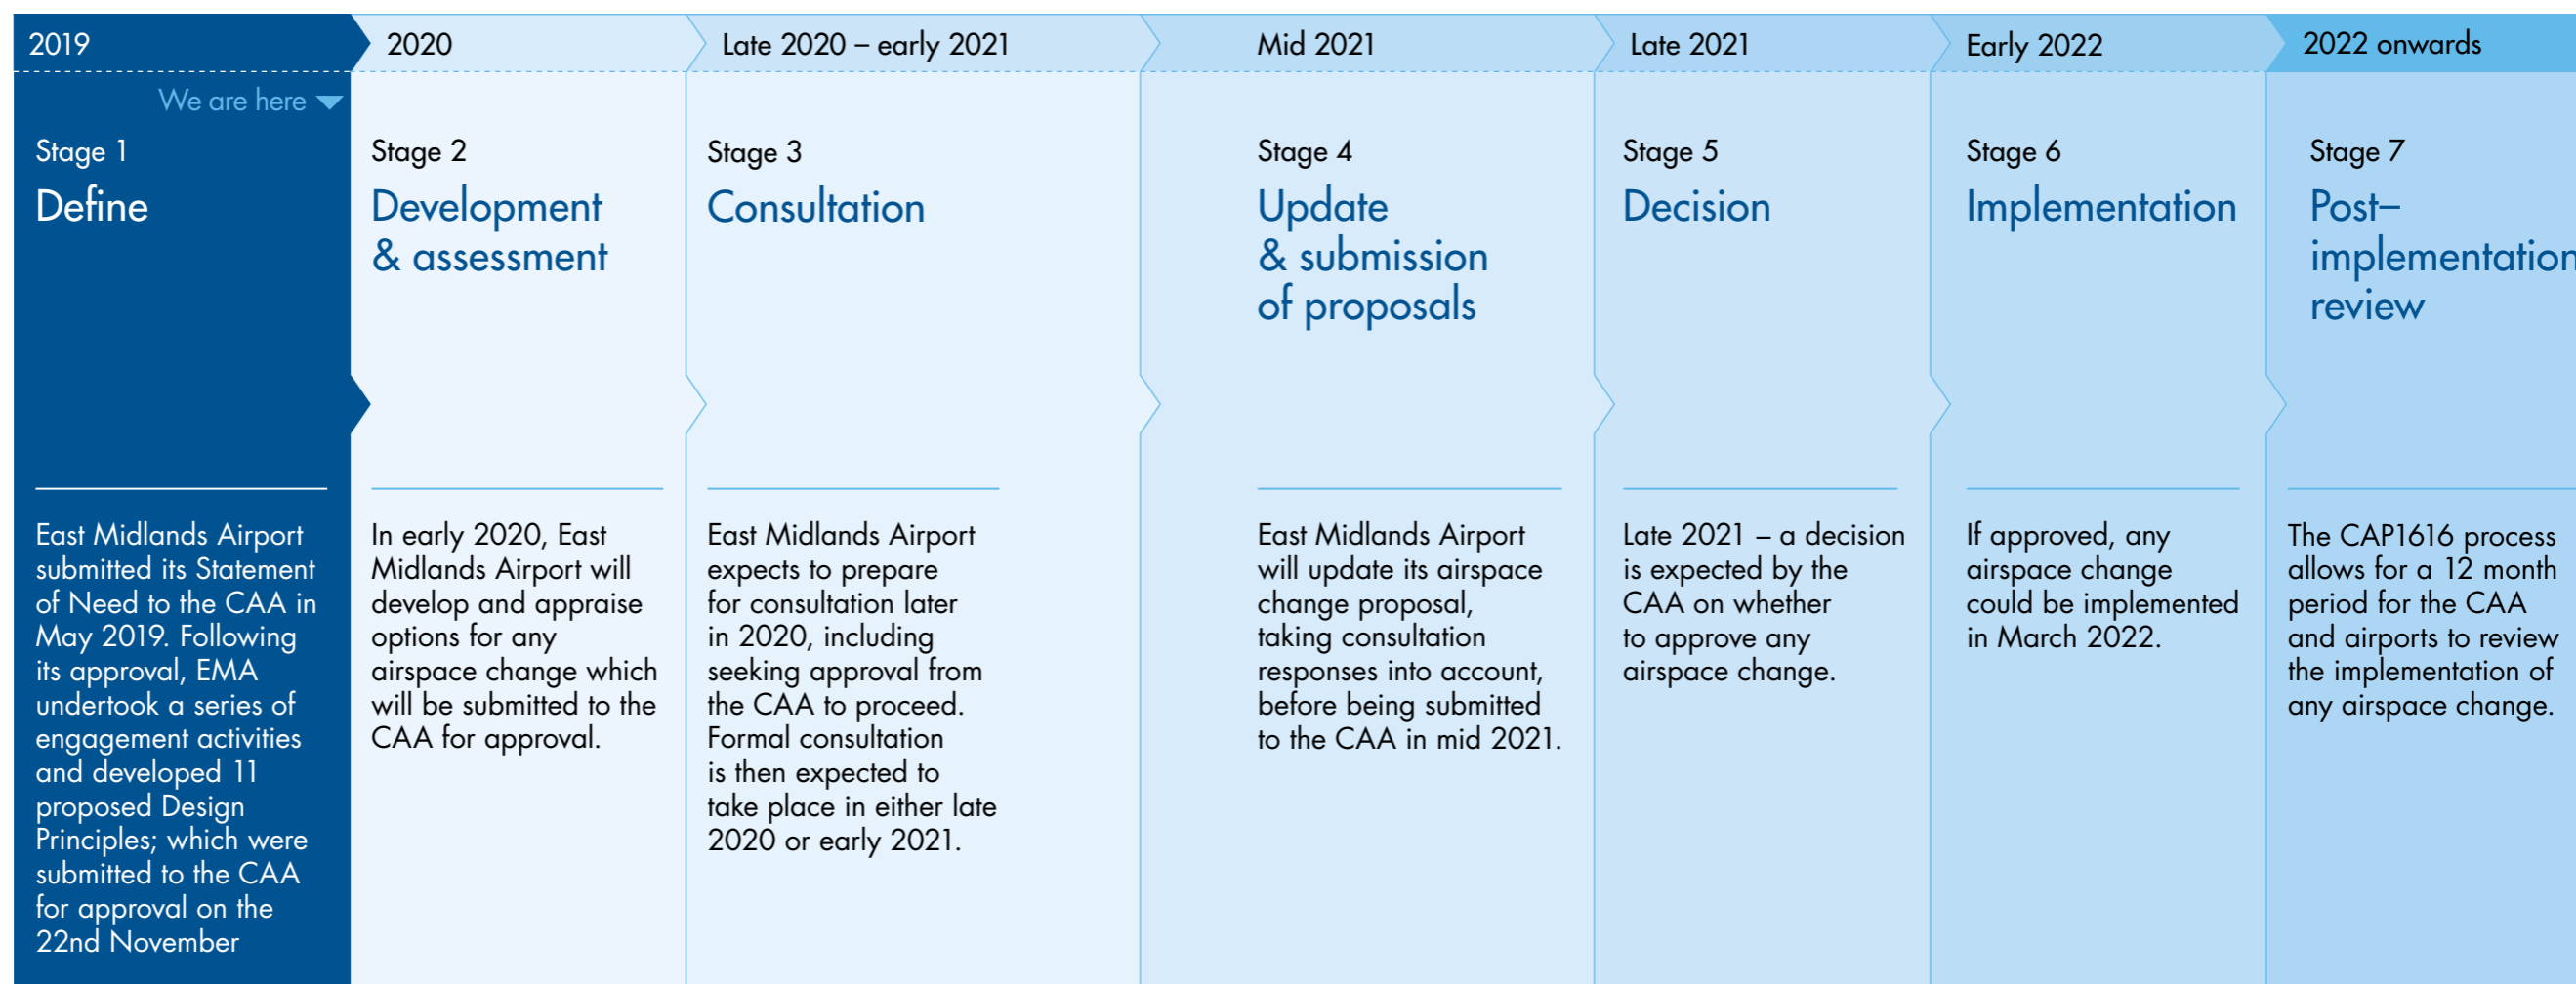 2019
We are here
Stage 1
Define
East Midlands Airport
submitted its Statement
of Need to the CAA in
May 2019. Following
its approval, EMA
undertook a series of
engagement activities
and developed 11
proposed Design
Principles; which were
submitted to the CAA
for approval on the
22nd November
2020
Stage 2
Development
& assessment
In early 2020, East
Midlands Airport will
develop and appraise
options for any
airspace change which
will be submitted to the
CAA for approval.
Late 2020 – early 2021
Stage 3
Consultation
East Midlands Airport
expects to prepare
for consultation later
in 2020, including
seeking approval from
the CAA to proceed.
Formal consultation
is then expected to
take place in either late
2020 or early 2021.
Mid 2021
Stage 4
Update
& submission
of proposals
East Midlands Airport
will update its airspace
change proposal,
taking consultation
responses into account,
before being submitted
to the CAA in mid 2021.
Late 2021
Stage 5
Decision
Late 2021 – a decision
is expected by the
CAA on whether
to approve any
airspace change.
Early 2022
Stage 6
Implementation
If approved, any
airspace change
could be implemented
in March 2022.
2022 onwards
Stage 7
Post–
implementation
review
The CAP1616 process
allows for a 12 month
period for the CAA
and airports to review
the implementation of
any airspace change.